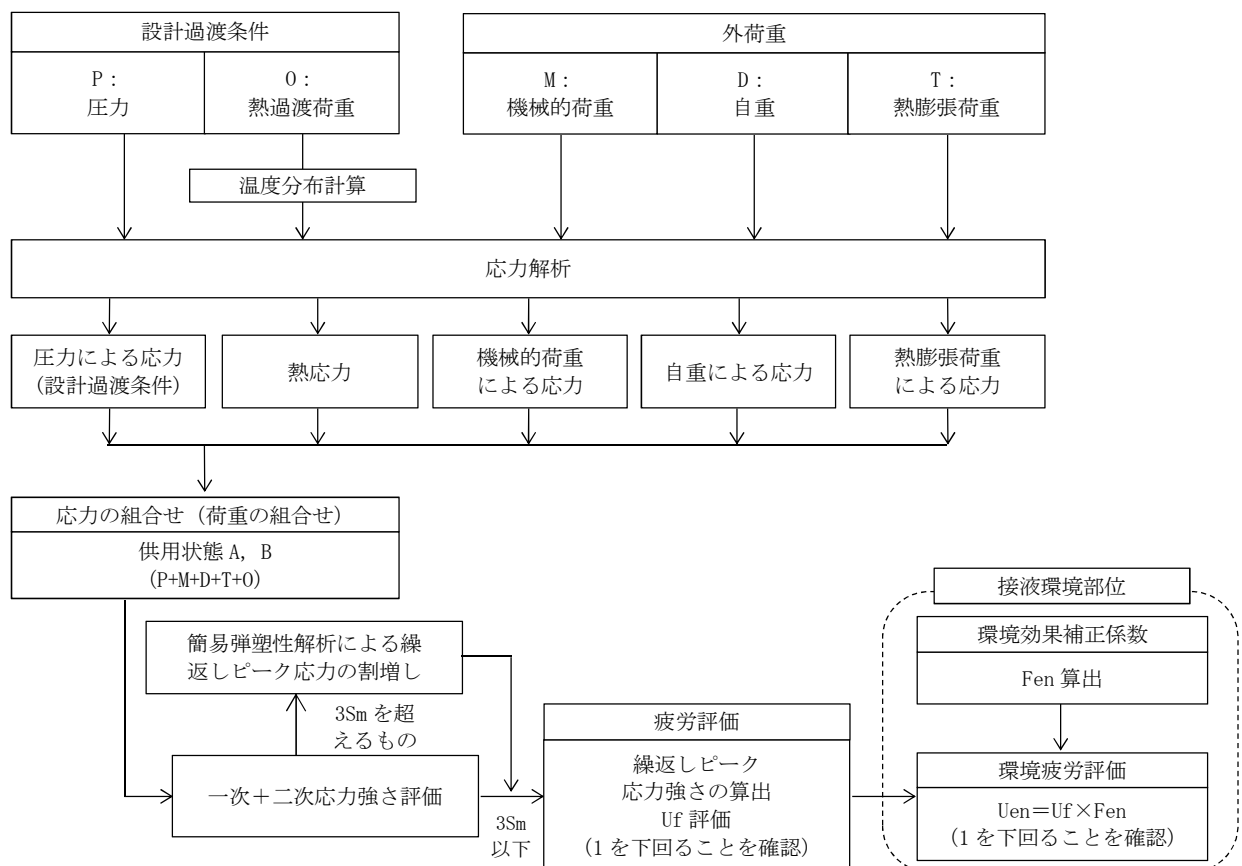 設計過渡条件
P：
圧力
O：
熱過渡荷重
外荷重
M：
機械的荷重
D：
自重
T：
熱膨張荷重
温度分布計算
応力解析
圧力による応力
(設計過渡条件)
熱応力
機械的荷重
による応力
自重による応力
熱膨張荷重
による応力
応力の組合せ（荷重の組合せ）
供用状態 A, B
(P+M+D+T+O)
簡易弾塑性解析による繰
返しピーク応力の割増し
3Sm を超
えるもの
一次＋二次応力強さ評価
3Sm
以下
疲労評価
繰返しピーク
応力強さの算出
Uf 評価
(1 を下回ることを確認)
接液環境部位
環境効果補正係数
Fen 算出
環境疲労評価
Uen＝Uf×Fen
(1 を下回ることを確認)